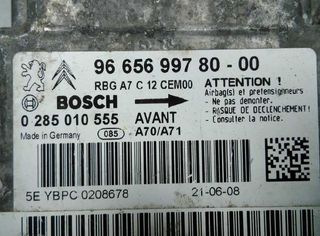 96 656 997 80 - 00
RBG A7 C 12 CEM00
ATTENTION !
Airbag(s) et pretensigneurs
- Ne pas demonter.
- RISQUE DE DECLENCHEMENT!
- Consulter la notice.
BOSCH
0 285 010 555
AVANT
Made in Germany
085
A70/A71
5E YBPC 0208678
21-06-08